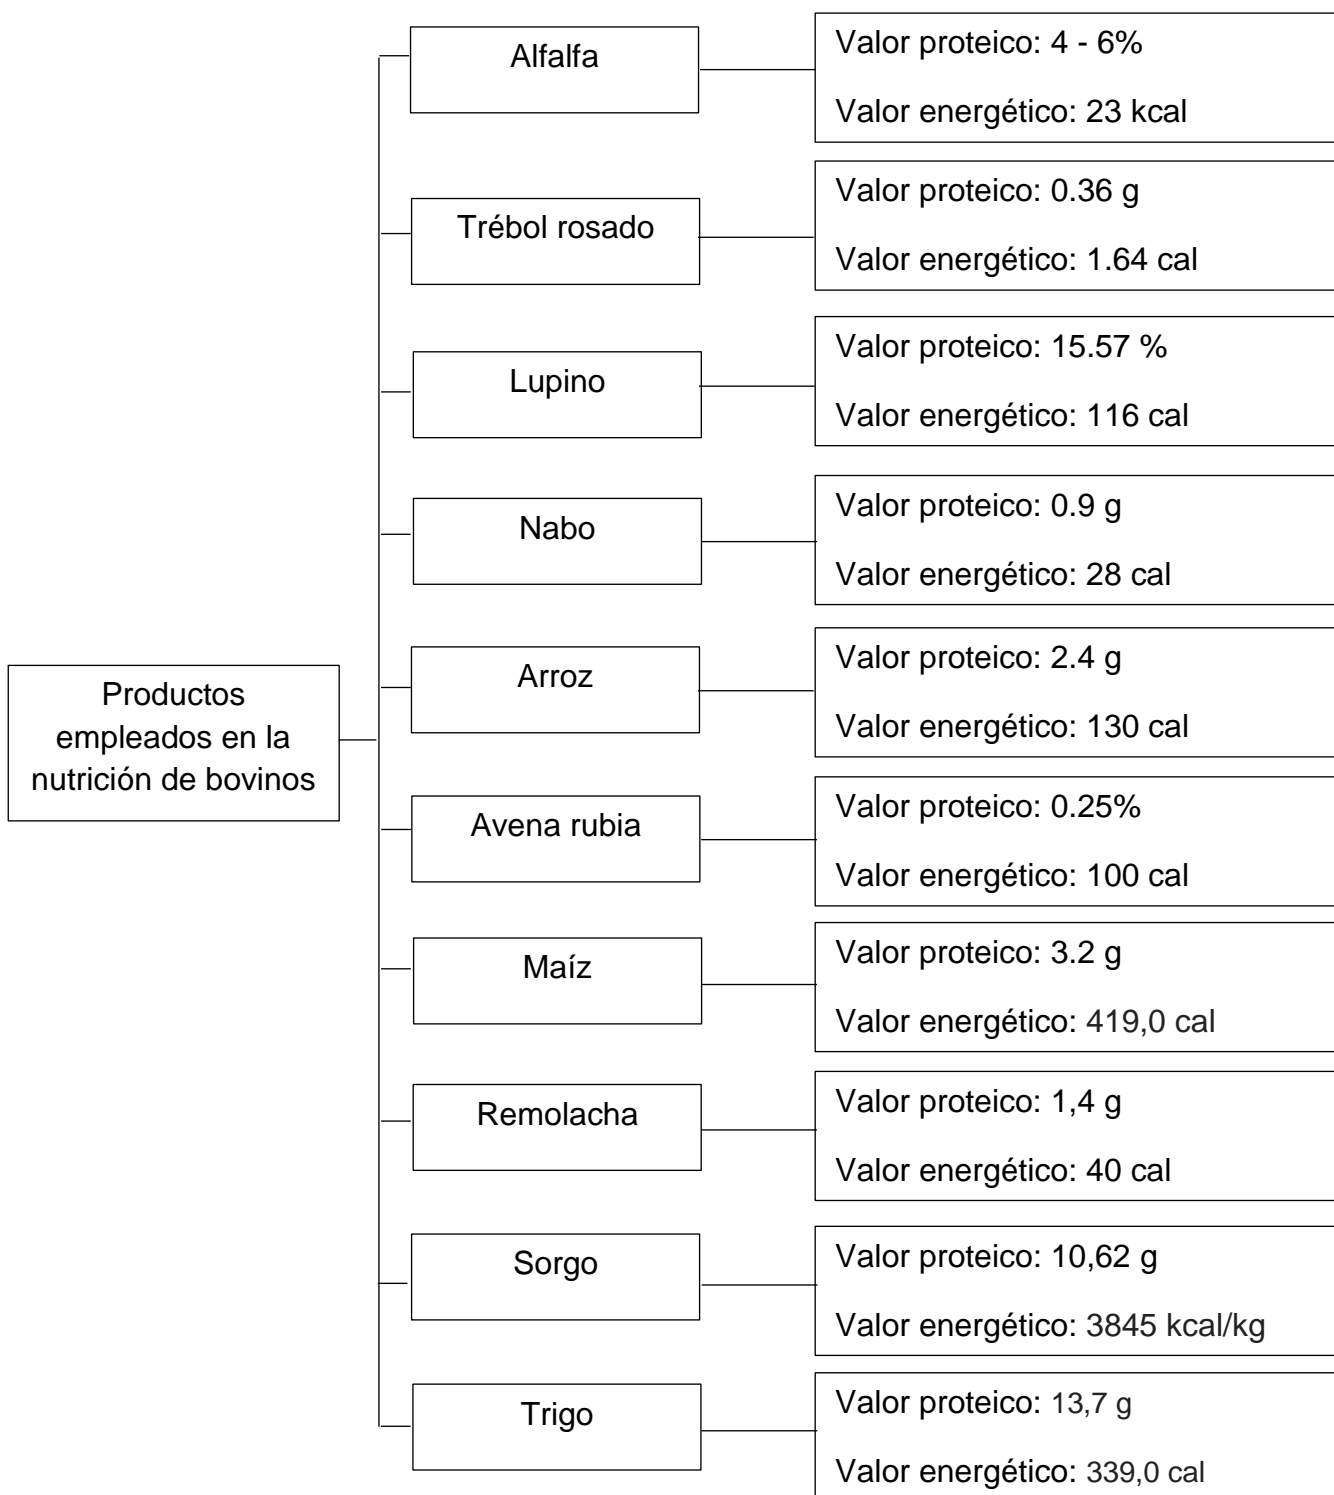 Productos
empleados en la
nutrición de bovinos
Alfalfa
Valor proteico: 4 - 6%
Valor energético: 23 kcal
Trébol rosado
Valor proteico: 0.36 g
Valor energético: 1.64 cal
Lupino
Valor proteico: 15.57 %
Valor energético: 116 cal
Nabo
Valor proteico: 0.9 g
Valor energético: 28 cal
Arroz
Valor proteico: 2.4 g
Valor energético: 130 cal
Avena rubia
Valor proteico: 0.25%
Valor energético: 100 cal
Maíz
Valor proteico: 3.2 g
Valor energético: 419,0 cal
Remolacha
Valor proteico: 1,4 g
Valor energético: 40 cal
Sorgo
Valor proteico: 10,62 g
Valor energético: 3845 kcal/kg
Trigo
Valor proteico: 13,7 g
Valor energético: 339,0 cal